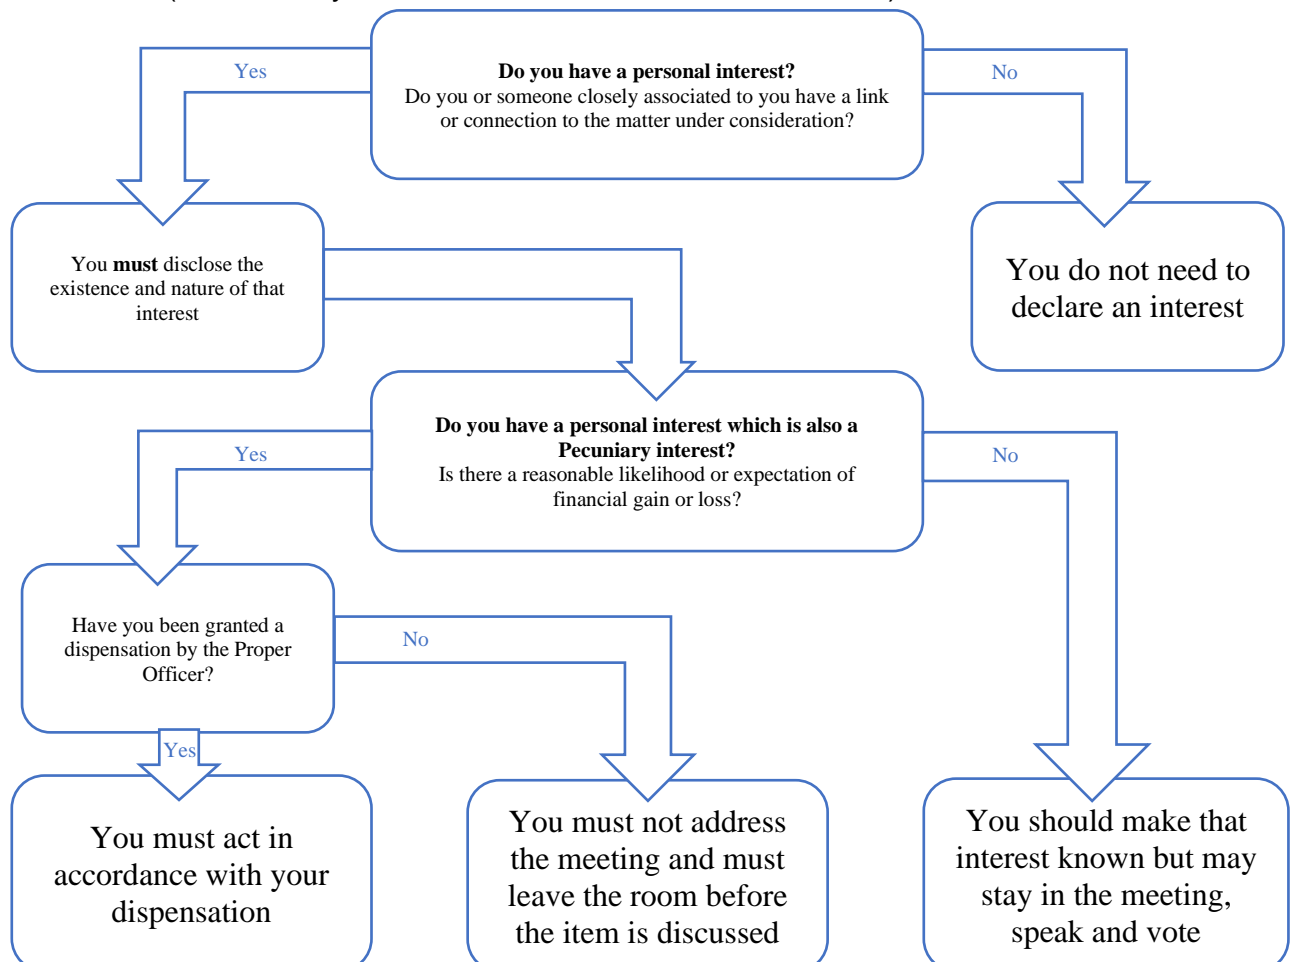 Do you have a personal interest?
Do you or someone closely associated to you have a link
or connection to the matter under consideration?
Yes
No
You must disclose the
existence and nature of that
interest
You do not need to
declare an interest
Do you have a personal interest which is also a
Pecuniary interest?
Is there a reasonable likelihood or expectation of
financial gain or loss?
Yes
No
Have you been granted a
dispensation by the Proper
Officer?
No
Yes
You must act in
accordance with your
dispensation
You must not address
the meeting and must
leave the room before
the item is discussed
You should make that
interest known but may
stay in the meeting,
speak and vote